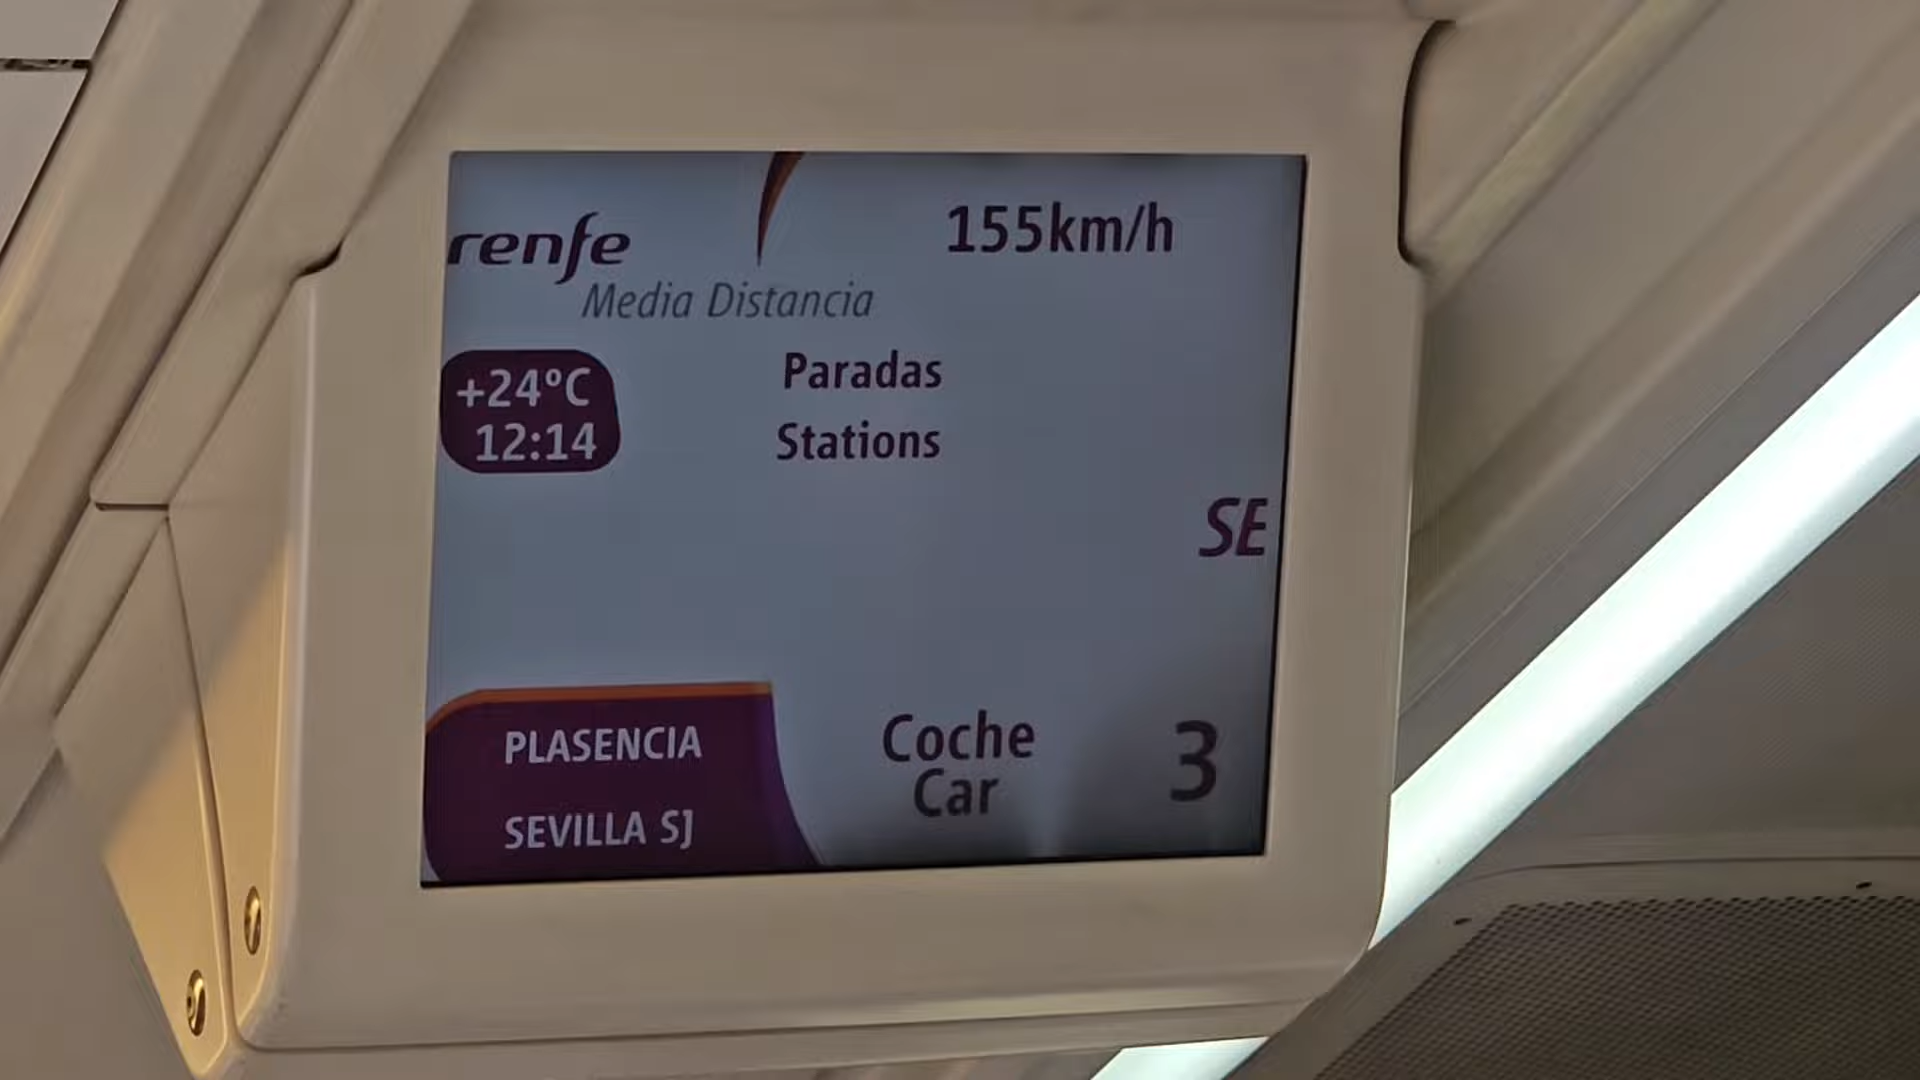 renfe
155km/h
Media Distancia
+24ºC
12:14
Paradas
Stations
SE
PLASENCIA
SEVILLA SJ
Coche
Car
3